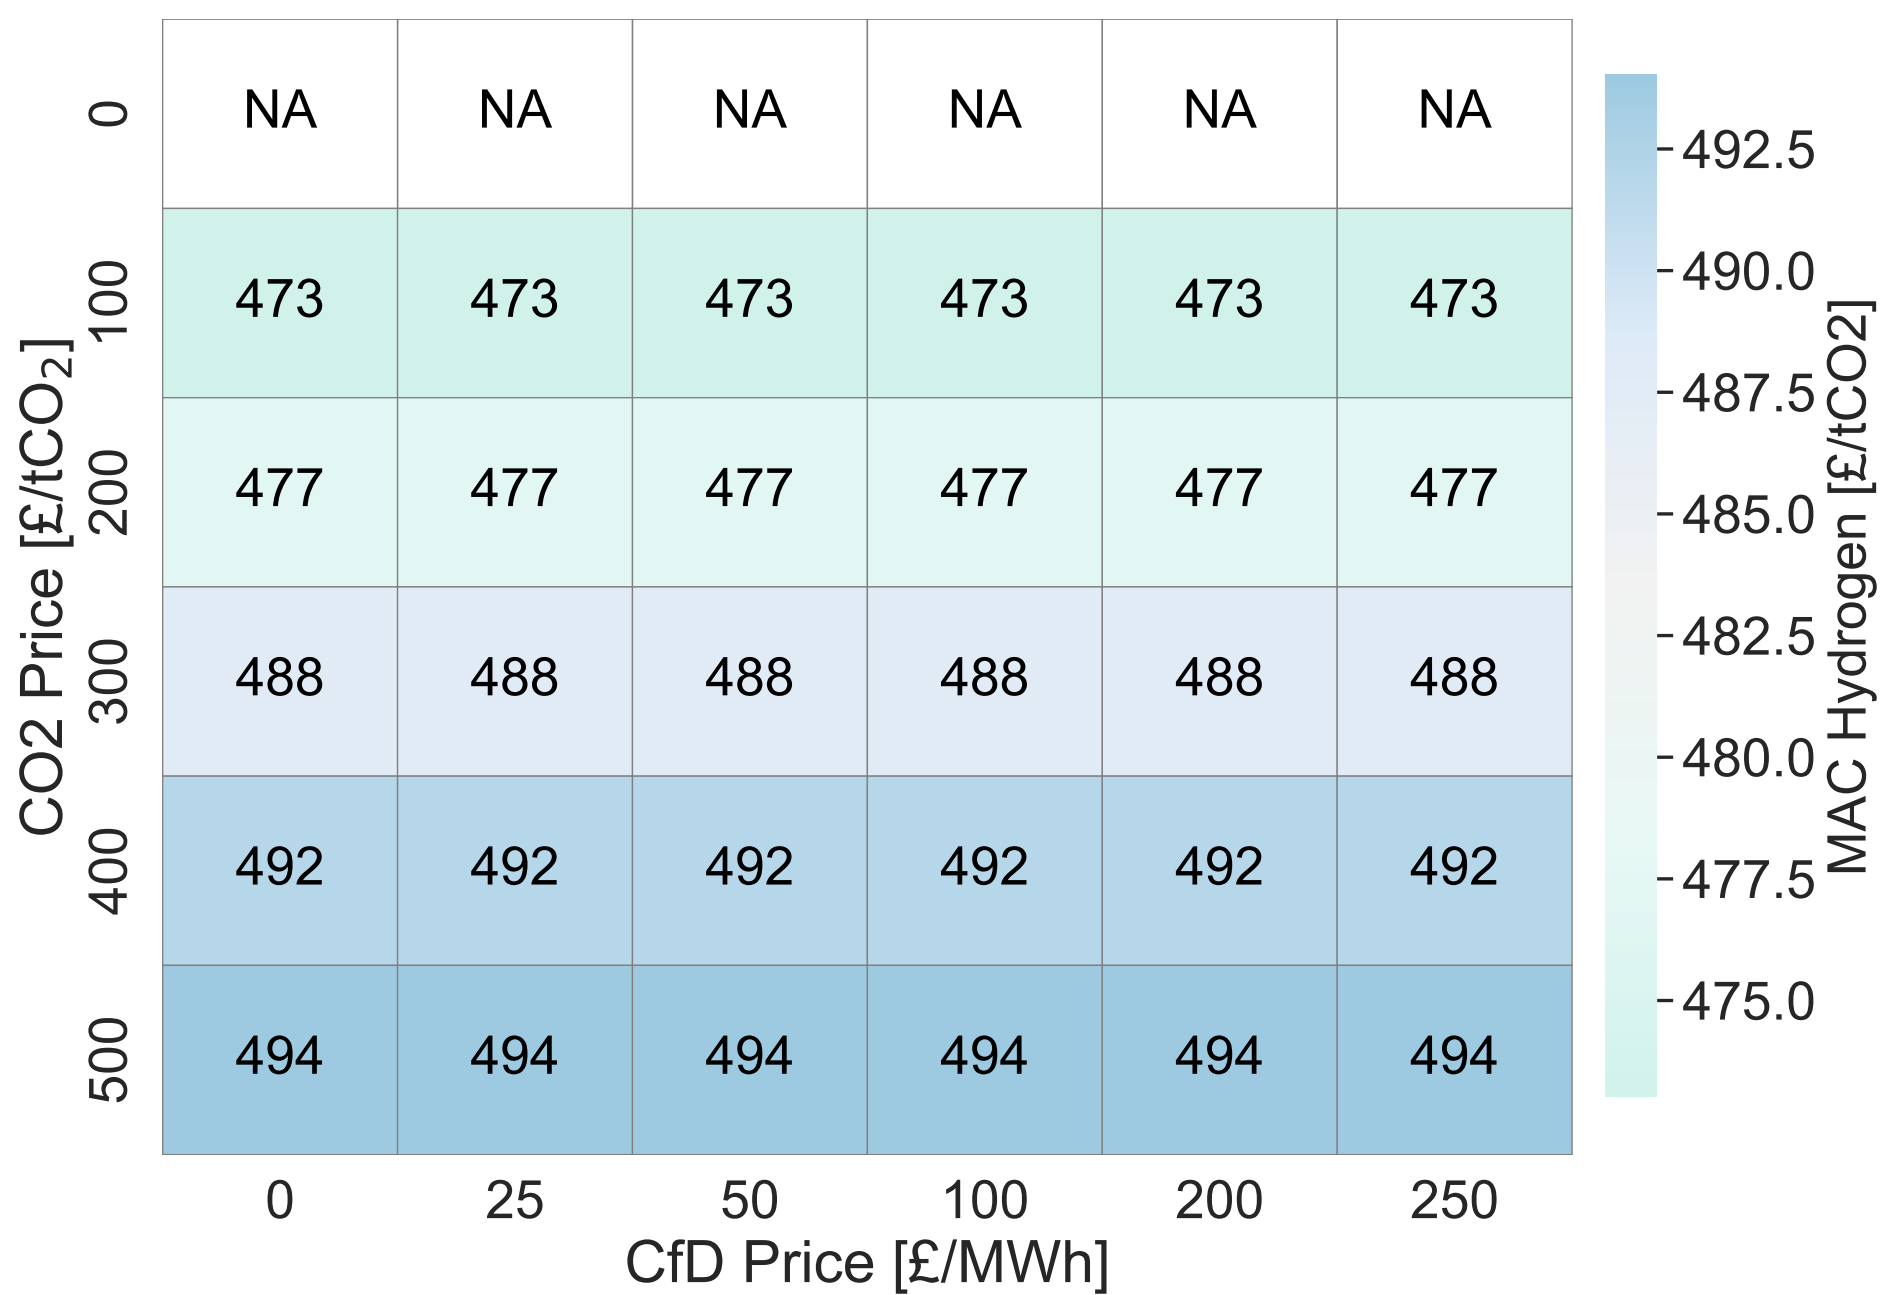 CO2 Price [£/tCO₂]
0 NA NA NA NA NA NA
100 473 473 473 473 473 473
200 477 477 477 477 477 477
300 488 488 488 488 488 488
400 492 492 492 492 492 492
500 494 494 494 494 494 494
0 25 50 100 200 250
CfD Price [£/MWh]
492.5
490.0
487.5
485.0
482.5
480.0
477.5
475.0
MAC Hydrogen [£/tCO2]